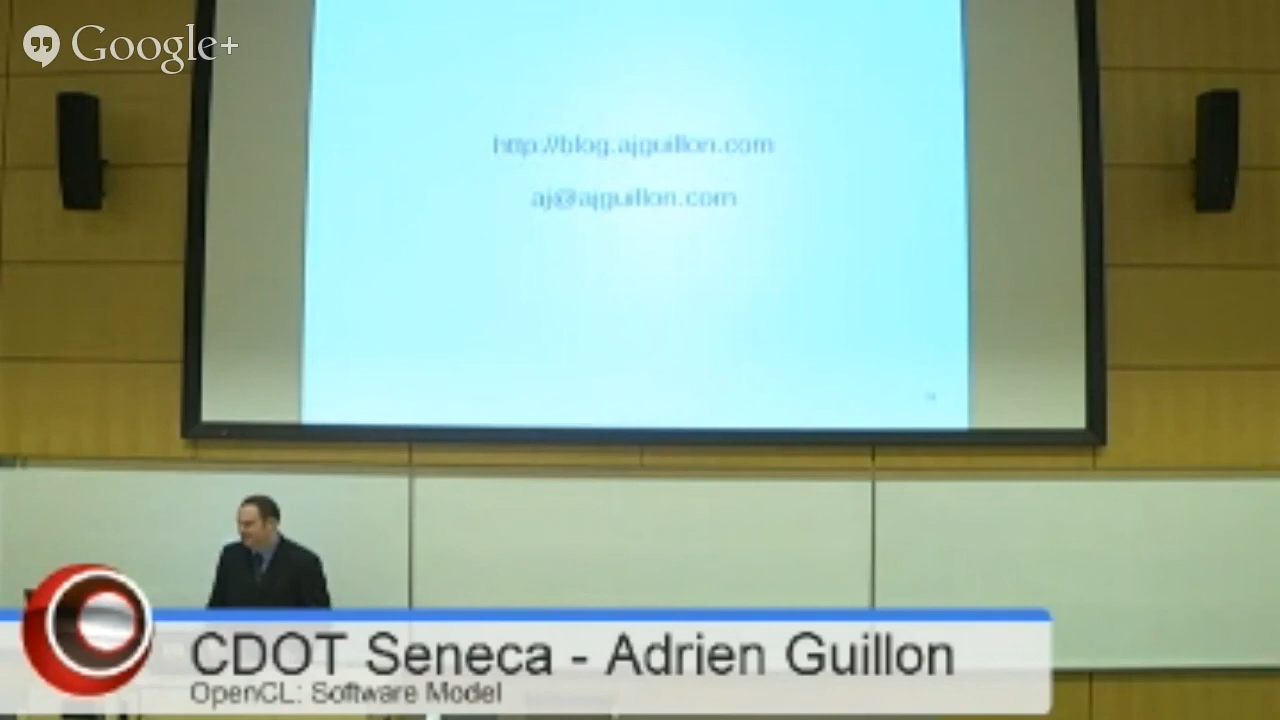 Google+
http://blog.ajguillon.com
aj@ajguillon.com
CDOT Seneca - Adrien Guillon
OpenCL: Software Model